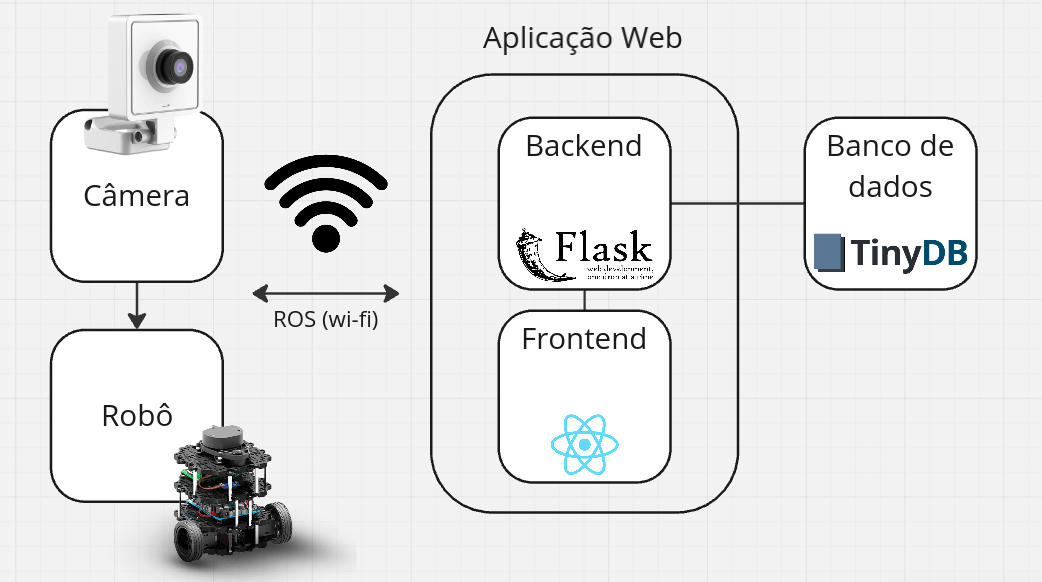 Aplicação Web
Câmera
Robô
ROS (wi-fi)
Backend
Flask
web development,
one drop at a time
Frontend
Banco de
dados
TinyDB